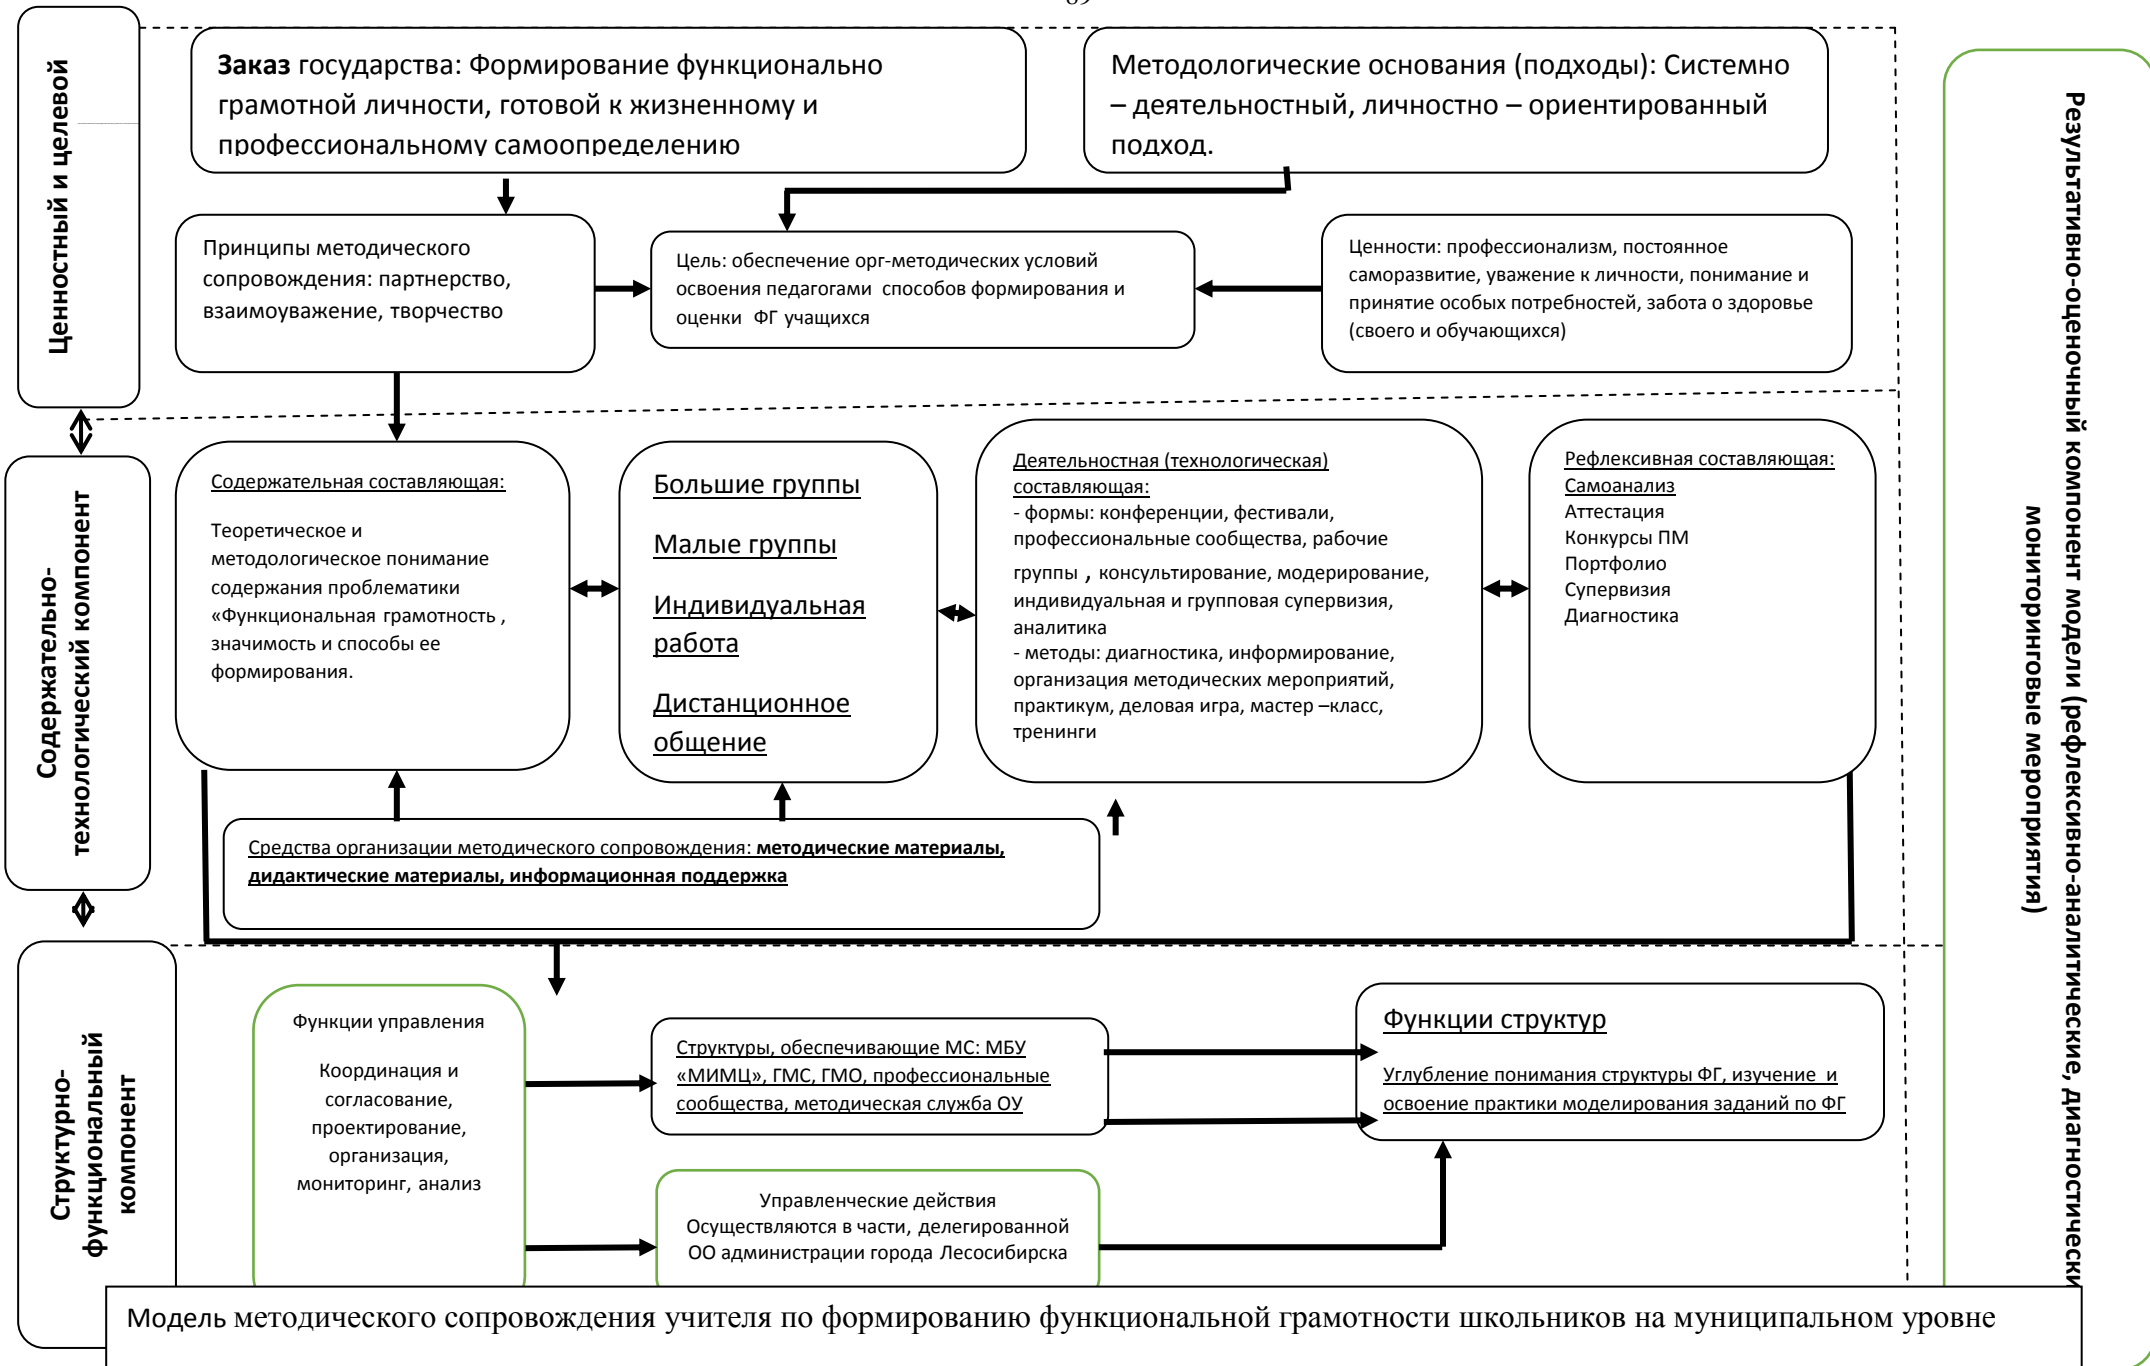 89
Ценностный и целевой
Заказ государства: Формирование функционально
грамотной личности, готовой к жизненному и
профессиональному самоопределению
Методологические основания (подходы): Системно
– деятельностный, личностно – ориентированный
подход.
Принципы методического
сопровождения: партнерство,
взаимоуважение, творчество
Цель: обеспечение орг-методических условий
освоения педагогами способов формирования и
оценки ФГ учащихся
Ценности: профессионализм, постоянное
саморазвитие, уважение к личности, понимание и
принятие особых потребностей, забота о здоровье
(своего и обучающихся)
Содержательно-
технологический компонент
Содержательная составляющая:
Теоретическое и
методологическое понимание
содержания проблематики
«Функциональная грамотность ,
значимость и способы ее
формирования.
Большие группы
Малые группы
Индивидуальная
работа
Дистанционное
общение
Деятельностная (технологическая)
составляющая:
- формы: конференции, фестивали,
профессиональные сообщества, рабочие
группы , консультирование, модерирование,
индивидуальная и групповая супервизия,
аналитика
- методы: диагностика, информирование,
организация методических мероприятий,
практикум, деловая игра, мастер –класс,
тренинги
Рефлексивная составляющая:
Самоанализ
Аттестация
Конкурсы ПМ
Портфолио
Супервизия
Диагностика
Средства организации методического сопровождения: методические материалы,
дидактические материалы, информационная поддержка
Структурно-
функциональный
компонент
Функции управления
Координация и
согласование,
проектирование,
организация,
мониторинг, анализ
Структуры, обеспечивающие МС: МБУ
«МИМЦ», ГМС, ГМО, профессиональные
сообщества, методическая служба ОУ
Функции структур
Углубление понимания структуры ФГ, изучение и
освоение практики моделирования заданий по ФГ
Управленческие действия
Осуществляются в части, делегированной
ОО администрации города Лесосибирска
Результативно-оценочный компонент модели (рефлексивно-аналитические, диагностически
мониторинговые мероприятия)
Модель методического сопровождения учителя по формированию функциональной грамотности школьников на муниципальном уровне